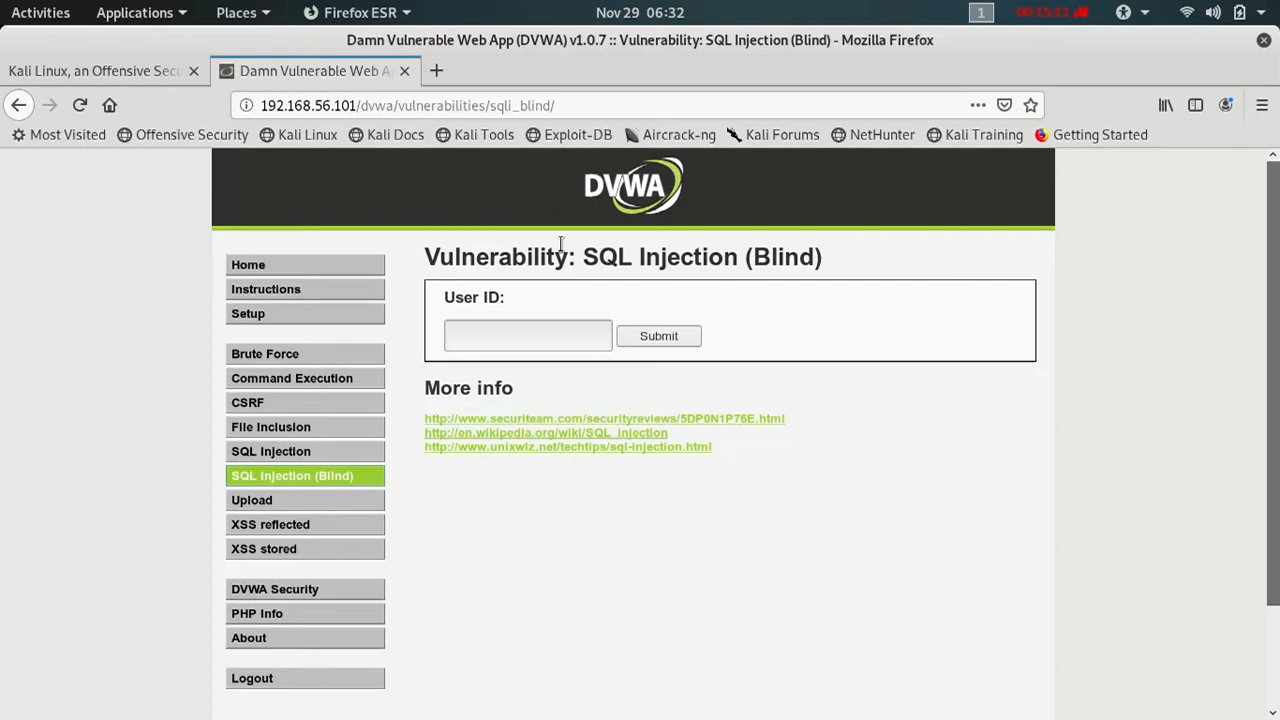 Activities Applications Places Firefox ESR Nov 29 06:32 1 00:15:12
Damn Vulnerable Web App (DVWA) v1.0.7 :: Vulnerability: SQL Injection (Blind) - Mozilla Firefox
Kali Linux, an Offensive Secu Damn Vulnerable Web A
192.168.56.101/dvwa/vulnerabilities/sqli_blind/
Most Visited Offensive Security Kali Linux Kali Docs Kali Tools Exploit-DB Aircrack-ng Kali Forums NetHunter Kali Training Getting Started
DVWA
Vulnerability: SQL Injection (Blind)
User ID:
Submit
More info
http://www.securiteam.com/securityreviews/5DP0N1P76E.html
http://en.wikipedia.org/wiki/SQL_injection
http://www.unixwiz.net/techtips/sql-injection.html
Home
Instructions
Setup
Brute Force
Command Execution
CSRF
File Inclusion
SQL Injection
SQL Injection (Blind)
Upload
XSS reflected
XSS stored
DVWA Security
PHP Info
About
Logout